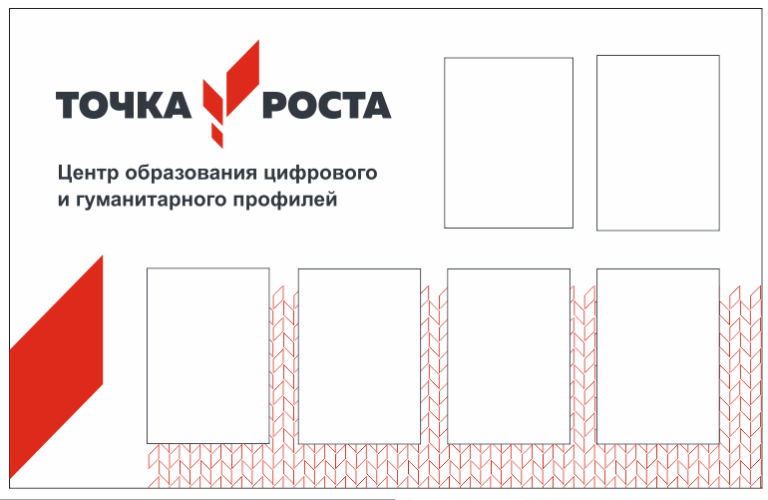 ТОЧКА РОСТА
Центр образования цифрового
и гуманитарного профилей